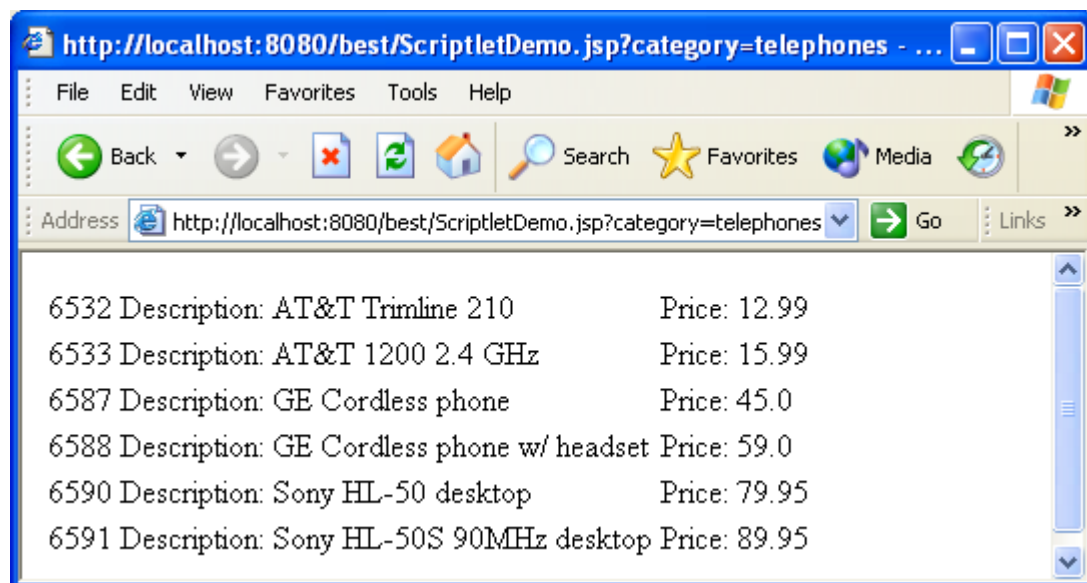 http://localhost:8080/best/ScriptletDemo.jsp?category=telephones - ...
File Edit View Favorites Tools Help
Back Search Favorites Media »
Address http://localhost:8080/best/ScriptletDemo.jsp?category=telephones Go Links »
6532 Description: AT&T Trimline 210 Price: 12.99
6533 Description: AT&T 1200 2.4 GHz Price: 15.99
6587 Description: GE Cordless phone Price: 45.0
6588 Description: GE Cordless phone w/ headset Price: 59.0
6590 Description: Sony HL-50 desktop Price: 79.95
6591 Description: Sony HL-50S 90MHz desktop Price: 89.95